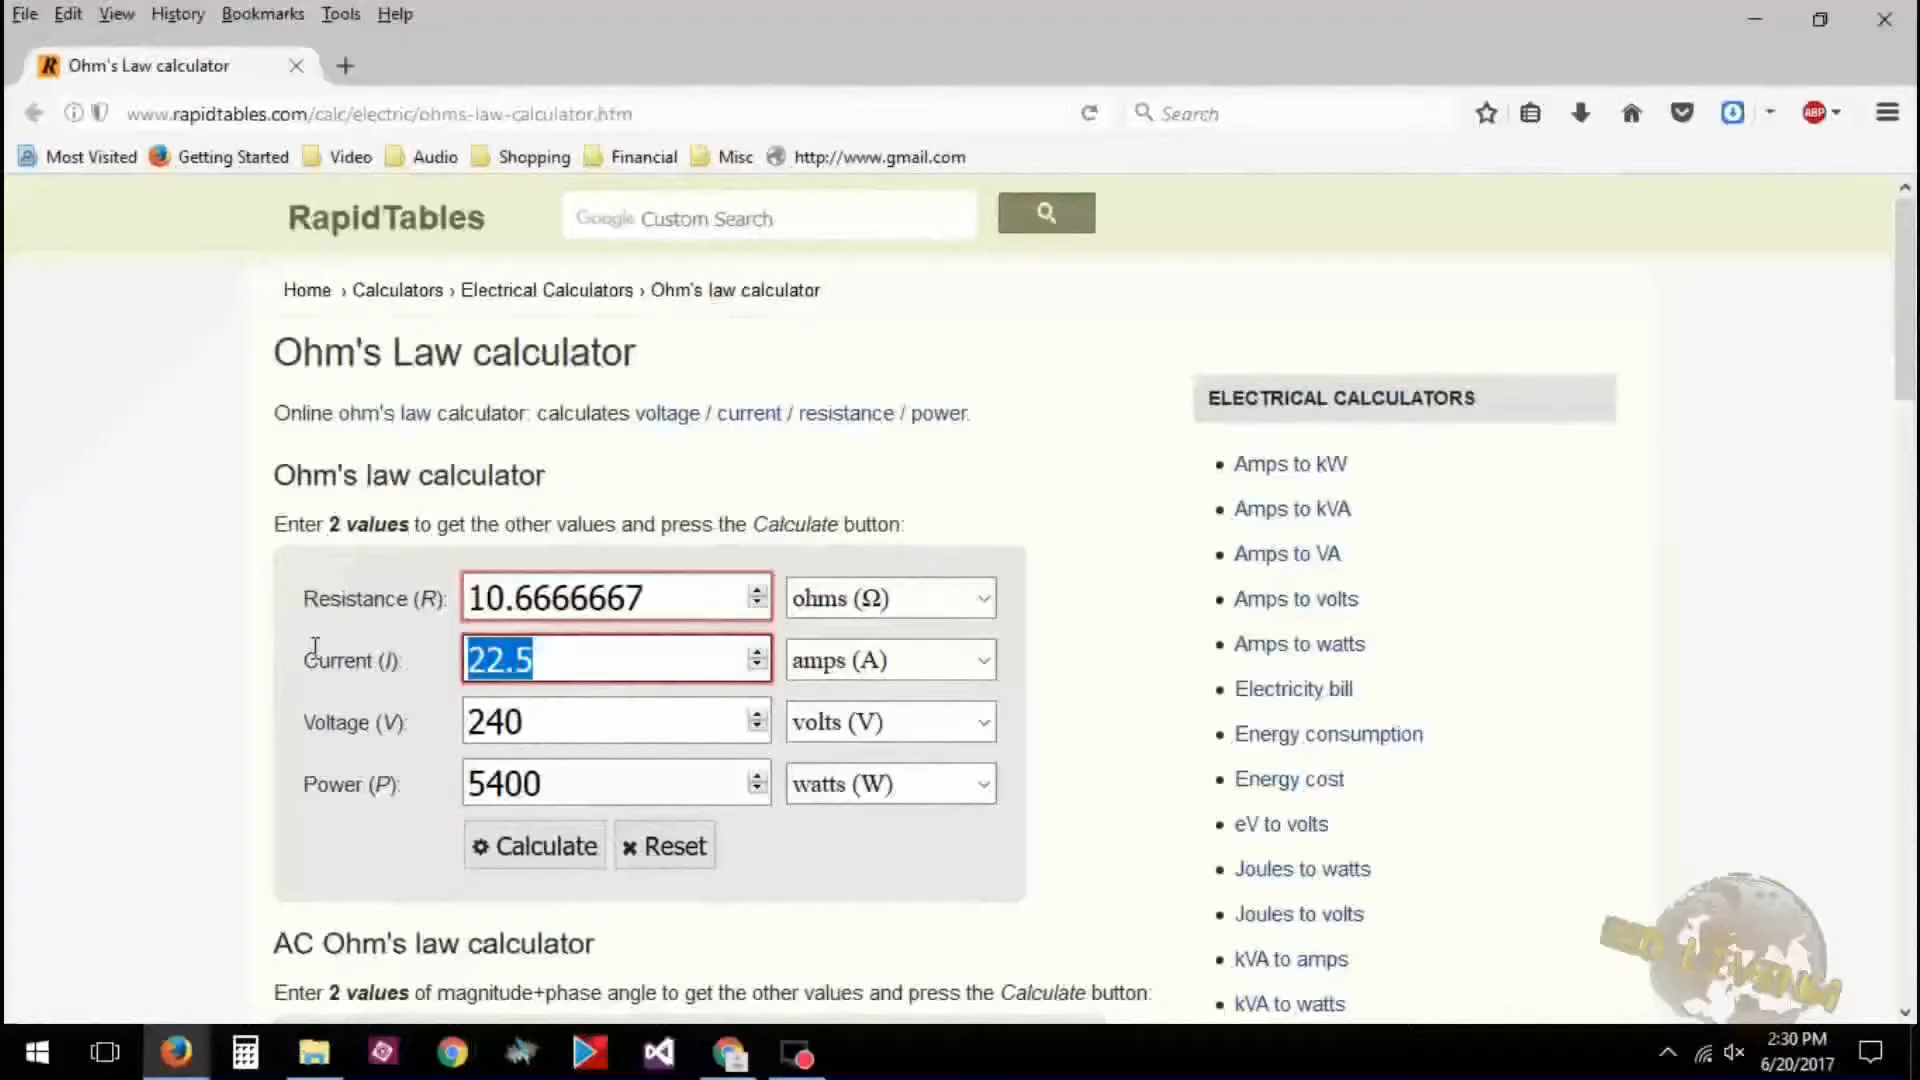 File Edit View History Bookmarks Tools Help
Ohm's Law calculator
www.rapidtables.com/calc/electric/ohms-law-calculator.htm Search ABP
Most Visited Getting Started Video Audio Shopping Financial Misc http://www.gmail.com
RapidTables Google Custom Search
Home › Calculators › Electrical Calculators › Ohm's law calculator
Ohm's Law calculator
Online ohm's law calculator: calculates voltage / current / resistance / power.
Ohm's law calculator
Enter 2 values to get the other values and press the Calculate button:
Resistance (R): 10.6666667 ohms (Ω)
Current (I): 22.5 amps (A)
Voltage (V): 240 volts (V)
Power (P): 5400 watts (W)
Calculate Reset
AC Ohm's law calculator
Enter 2 values of magnitude+phase angle to get the other values and press the Calculate button:
ELECTRICAL CALCULATORS
Amps to kW
Amps to kVA
Amps to VA
Amps to volts
Amps to watts
Electricity bill
Energy consumption
Energy cost
eV to volts
Joules to watts
Joules to volts
kVA to amps
kVA to watts
2:30 PM
6/20/2017